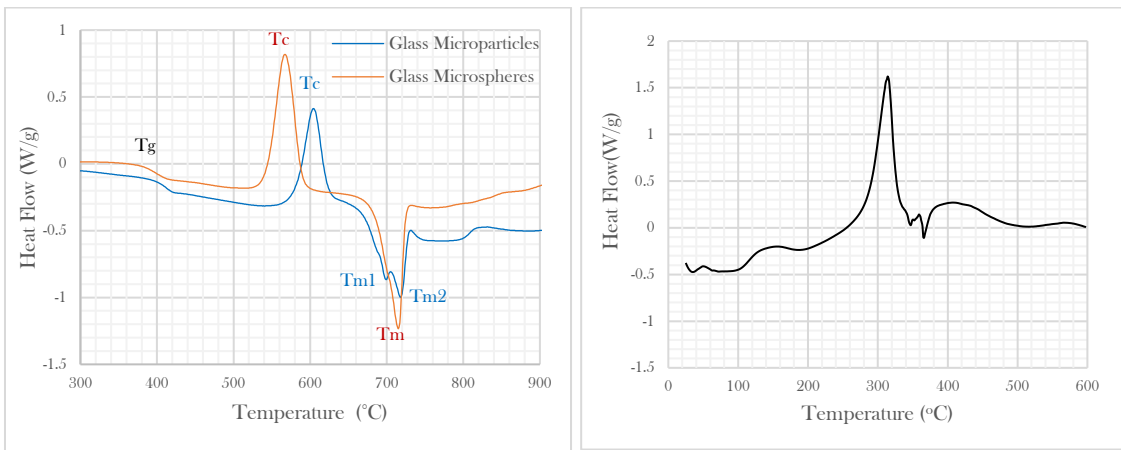 1
0.5
0
-0.5
-1
-1.5
300 400 500 600 700 800 900
Heat Flow (W/g)
Temperature (°C)
Glass Microparticles
Glass Microspheres
Tc
Tc
Tg
Tm1
Tm2
Tm
2
1.5
1
0.5
0
-0.5
-1
-1.5
0 100 200 300 400 500 600
Heat Flow(W/g)
Temperature (ºC)